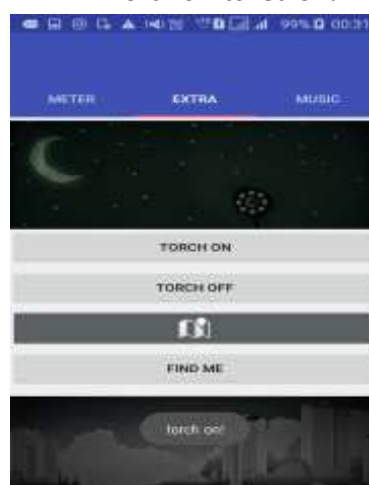 99% 00:31
METER EXTRA MUSIC
TORCH ON
TORCH OFF
FIND ME
torch on!